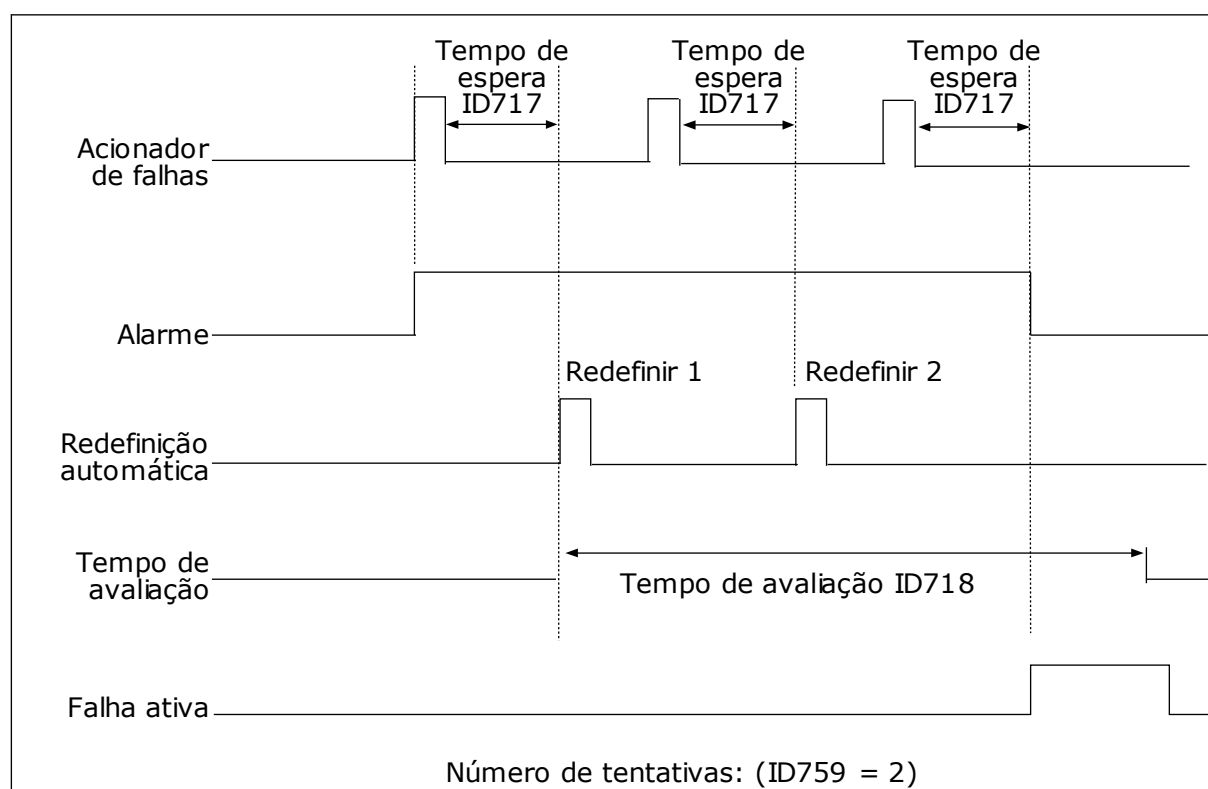 Tempo de
espera
ID717
Tempo de
espera
ID717
Tempo de
espera
ID717
Acionador
de falhas
Alarme
Redefinir 1
Redefinir 2
Redefinição
automática
Tempo de
avaliação
Tempo de avaliação ID718
Falha ativa
Número de tentativas: (ID759 = 2)